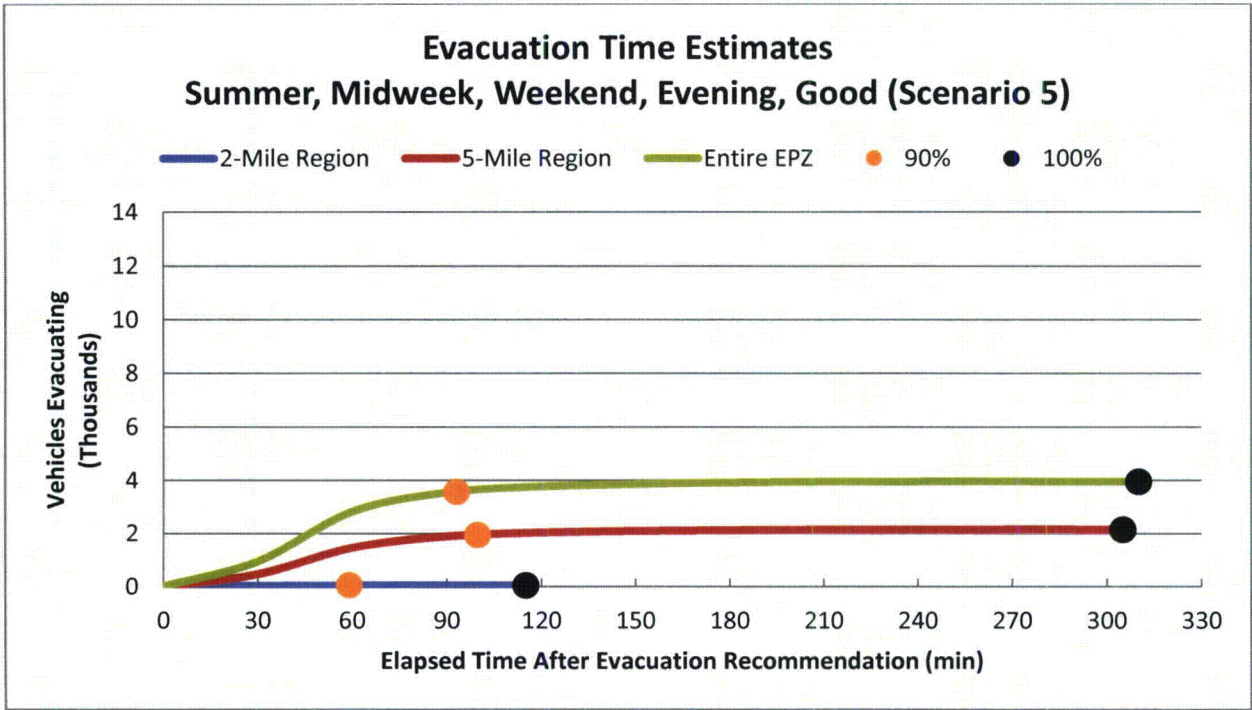 Evacuation Time Estimates
Summer, Midweek, Weekend, Evening, Good (Scenario 5)
2-Mile Region 5-Mile Region Entire EPZ 90% 100%
14
12
10
8
6
4
2
0
Vehicles Evacuating
(Thousands)
0 30 60 90 120 150 180 210 240 270 300 330
Elapsed Time After Evacuation Recommendation (min)